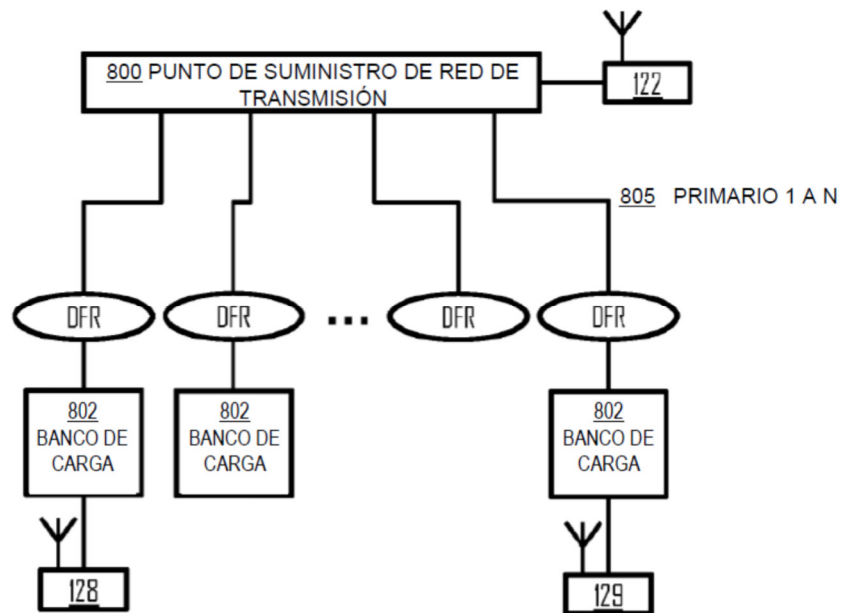 800 PUNTO DE SUMINISTRO DE RED DE
TRANSMISIÓN
122
805 PRIMARIO 1 A N
DFR
DFR
...
DFR
DFR
802
BANCO DE
CARGA
802
BANCO DE
CARGA
802
BANCO DE
CARGA
128
129